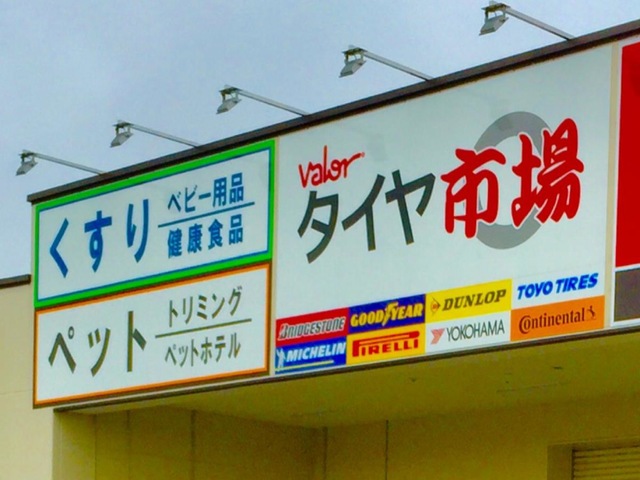 くすり
ベビー用品
健康食品
ペット
トリミング
ペットホテル
valor
タイヤ市場
BRIDGESTONE
GOODYEAR
DUNLOP
TOYO TIRES
MICHELIN
PIRELLI
YOKOHAMA
Continental